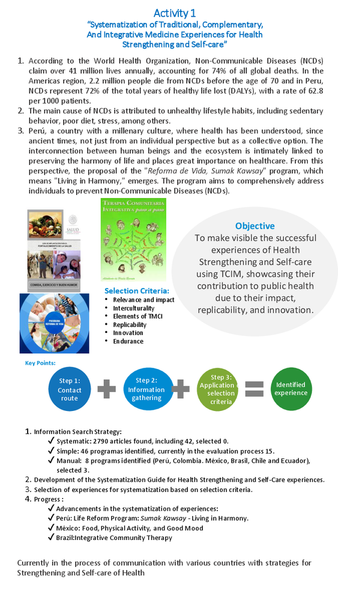 Activity 1
"Systematization of Traditional, Complementary,
And Integrative Medicine Experiences for Health
Strengthening and Self-care"
1. According to the World Health Organization, Non-Communicable Diseases (NCDs)
claim over 41 million lives annually, accounting for 74% of all global deaths. In the
Americas region, 2.2 million people die from NCDs before the age of 70 and in Peru,
NCDs represent 72% of the total years of healthy life lost (DALYs), with a rate of 62.8
per 1000 patients.
2. The main cause of NCDs is attributed to unhealthy lifestyle habits, including sedentary
behavior, poor diet, stress, among others.
3. Perú, a country with a millenary culture, where health has been understood, since
ancient times, not just from an individual perspective but as a collective option. The
interconnection between human beings and the ecosystem is intimately linked to
preserving the harmony of life and places great importance on healthcare. From this
perspective, the proposal of the "Reforma de Vida, Sumak Kawsay" program, which
means "Living in Harmony," emerges. The program aims to comprehensively address
individuals to prevent Non-Communicable Diseases (NCDs).
Objective
To make visible the successful
experiences of Health
Strengthening and Self-care
using TCIM, showcasing their
contribution to public health
due to their impact,
replicability, and innovation.
Selection Criteria:
• Relevance and impact
• Interculturality
• Elements of TMCI
• Replicability
• Innovation
• Endurance
Key Points:
Step 1:
Contact
route
Step 2:
Information
gathering
Step 3:
Application
selection
criteria
Identified
experience
1. Information Search Strategy:
✓ Systematic: 2790 articles found, including 42, selected 0.
✓ Simple: 46 programas identified, currently in the evaluation process 15.
✓ Manual: 8 programs identified (Perú, Colombia. México, Brasil, Chile and Ecuador),
selected 3.
2. Development of the Systematization Guide for Health Strengthening and Self-Care experiences.
3. Selection of experiences for systematization based on selection criteria.
4. Progress :
✓ Advancements in the systematization of experiences:
✓ Perú: Life Reform Program: Sumak Kawsay - Living in Harmony.
✓ México: Food, Physical Activity, and Good Mood
✓ Brazil:Integrative Community Therapy
Currently in the process of communication with various countries with strategies for
Strengthening and Self-care of Health